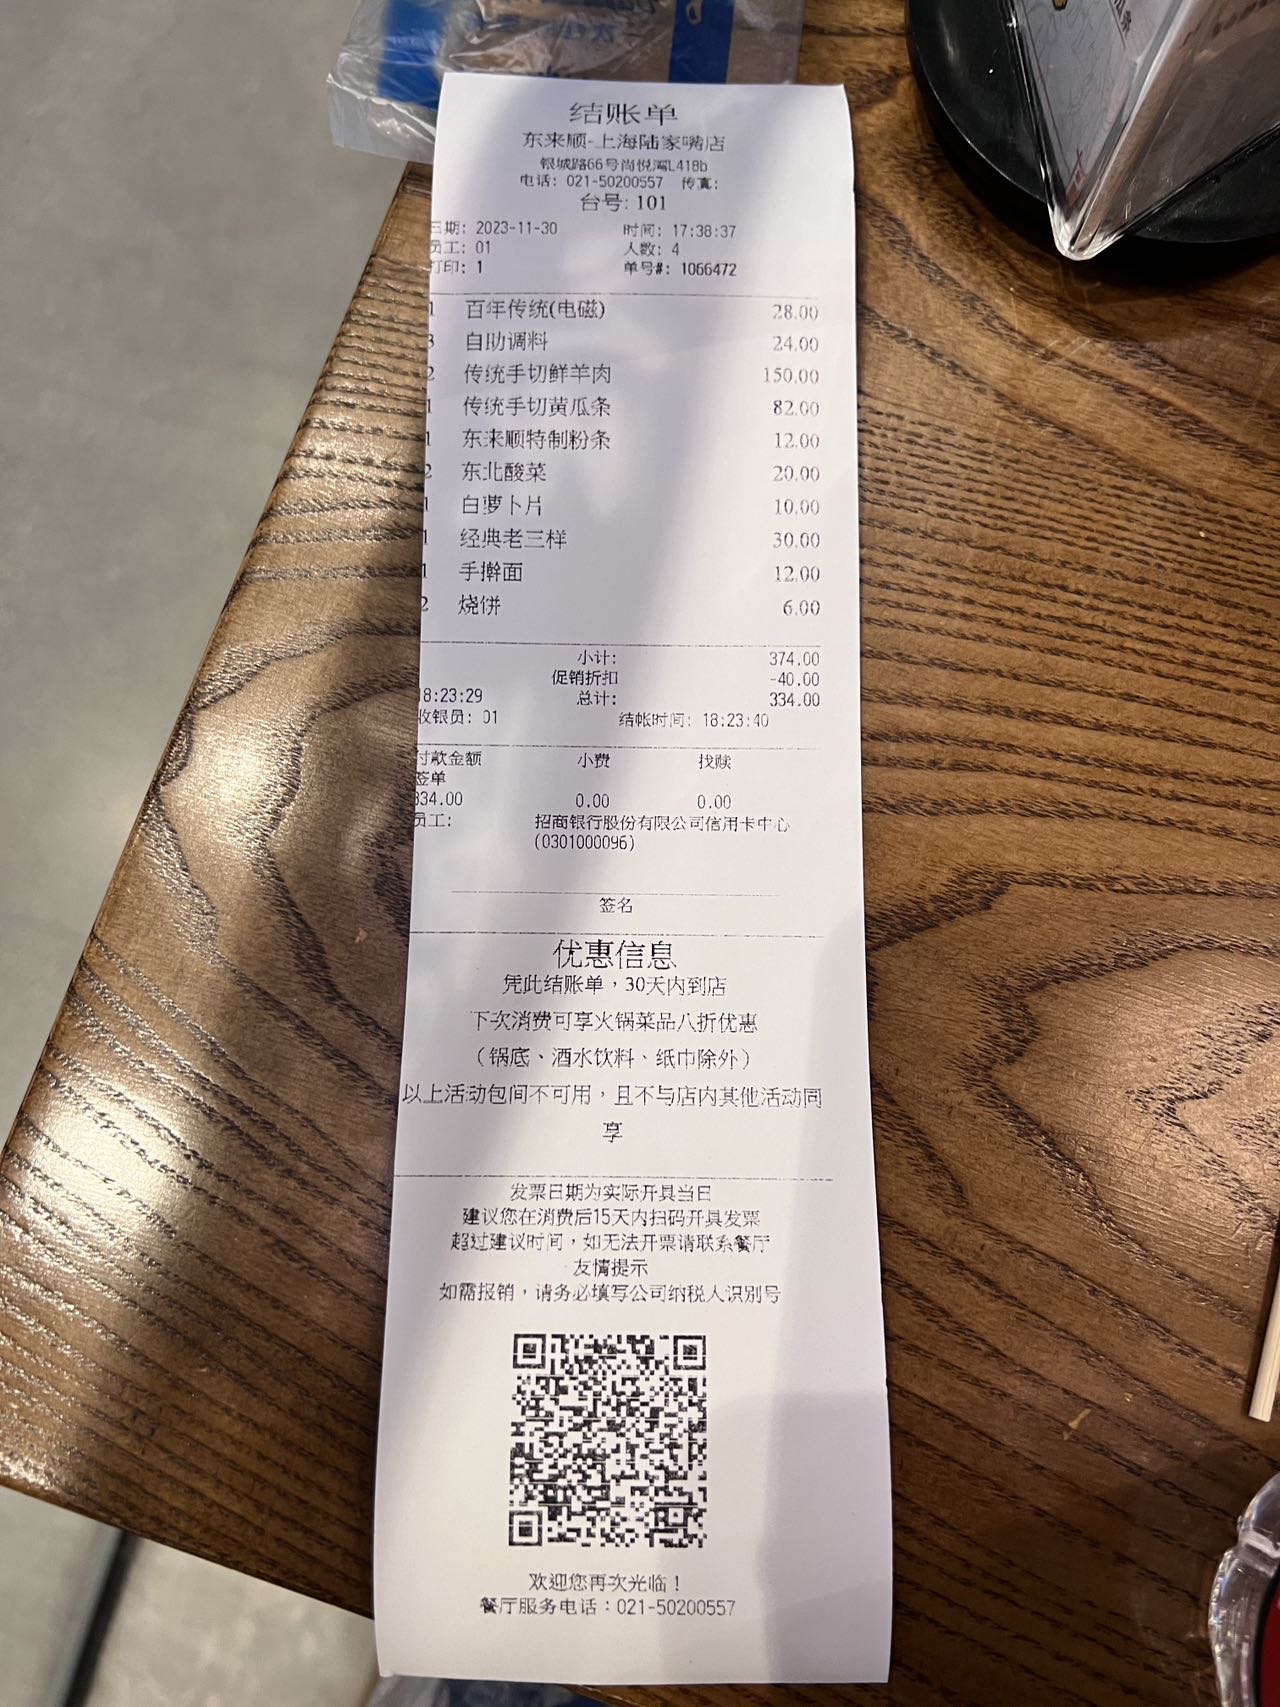 结账单
东来顺-上海陆家嘴店
银城路66号尚悦湾L418b
电话: 021-50200557 传真:
台号: 101
日期: 2023-11-30 时间: 17:38:37
员工: 01 人数: 4
打印: 1 单号#: 1066472
1 百年传统(电磁) 28.00
3 自助调料 24.00
2 传统手切鲜羊肉 150.00
1 传统手切黄瓜条 82.00
1 东来顺特制粉条 12.00
2 东北酸菜 20.00
1 白萝卜片 10.00
1 经典老三样 30.00
1 手擀面 12.00
2 烧饼 6.00
小计: 374.00
促销折扣 -40.00
18:23:29 总计: 334.00
收银员: 01 结帐时间: 18:23:40
付款金额 小费 找赎
签单
334.00 0.00 0.00
员工: 招商银行股份有限公司信用卡中心
(0301000096)
签名
优惠信息
凭此结账单，30天内到店
下次消费可享火锅菜品八折优惠
（锅底、酒水饮料、纸巾除外）
以上活动包间不可用，且不与店内其他活动同
享
发票日期为实际开具当日
建议您在消费后15天内扫码开具发票
超过建议时间，如无法开票请联系餐厅
友情提示
如需报销，请务必填写公司纳税人识别号
欢迎您再次光临！
餐厅服务电话：021-50200557